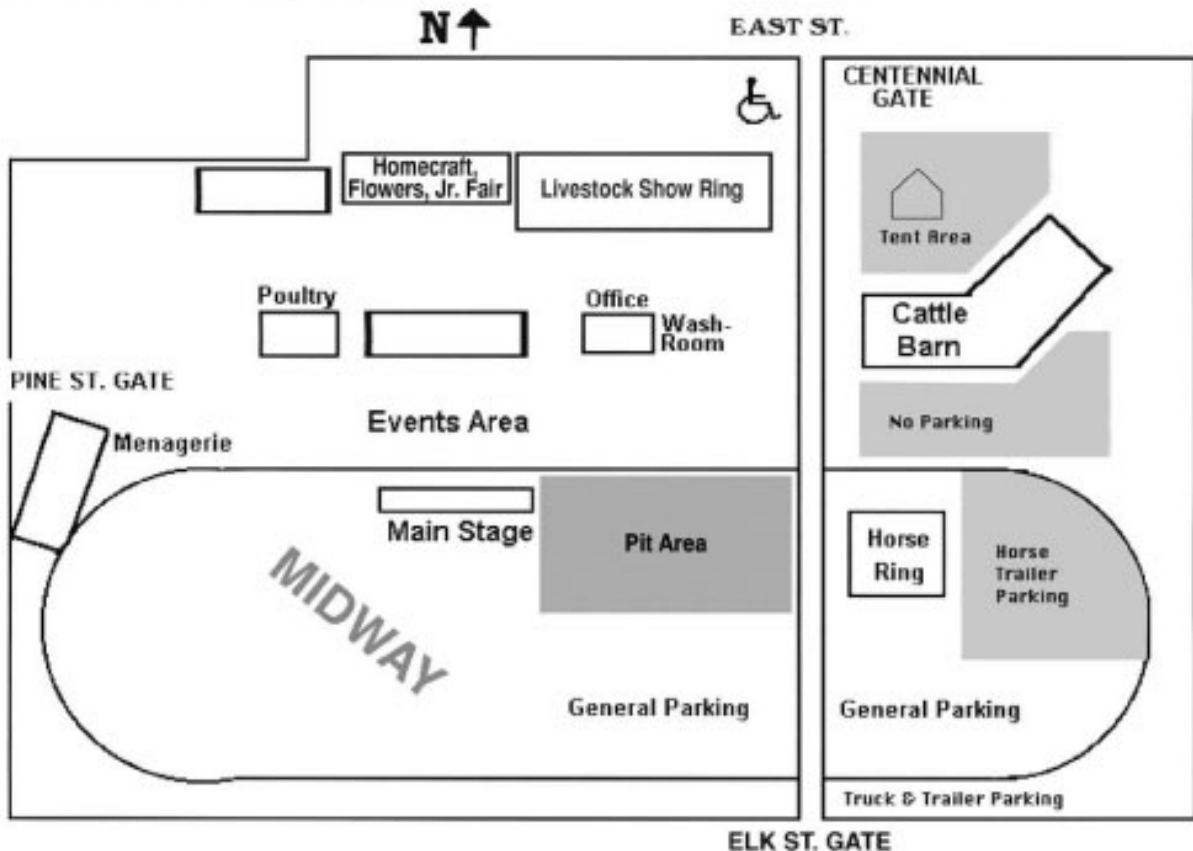 N
EAST ST.
CENTENNIAL
GATE
Homecraft,
Flowers, Jr. Fair
Livestock Show Ring
Tent Area
Poultry
Office
Wash-
Room
Cattle
Barn
PINE ST. GATE
Menagerie
Events Area
No Parking
Main Stage
Pit Area
Horse
Ring
Horse
Trailer
Parking
MIDWAY
General Parking
General Parking
Truck & Trailer Parking
ELK ST. GATE